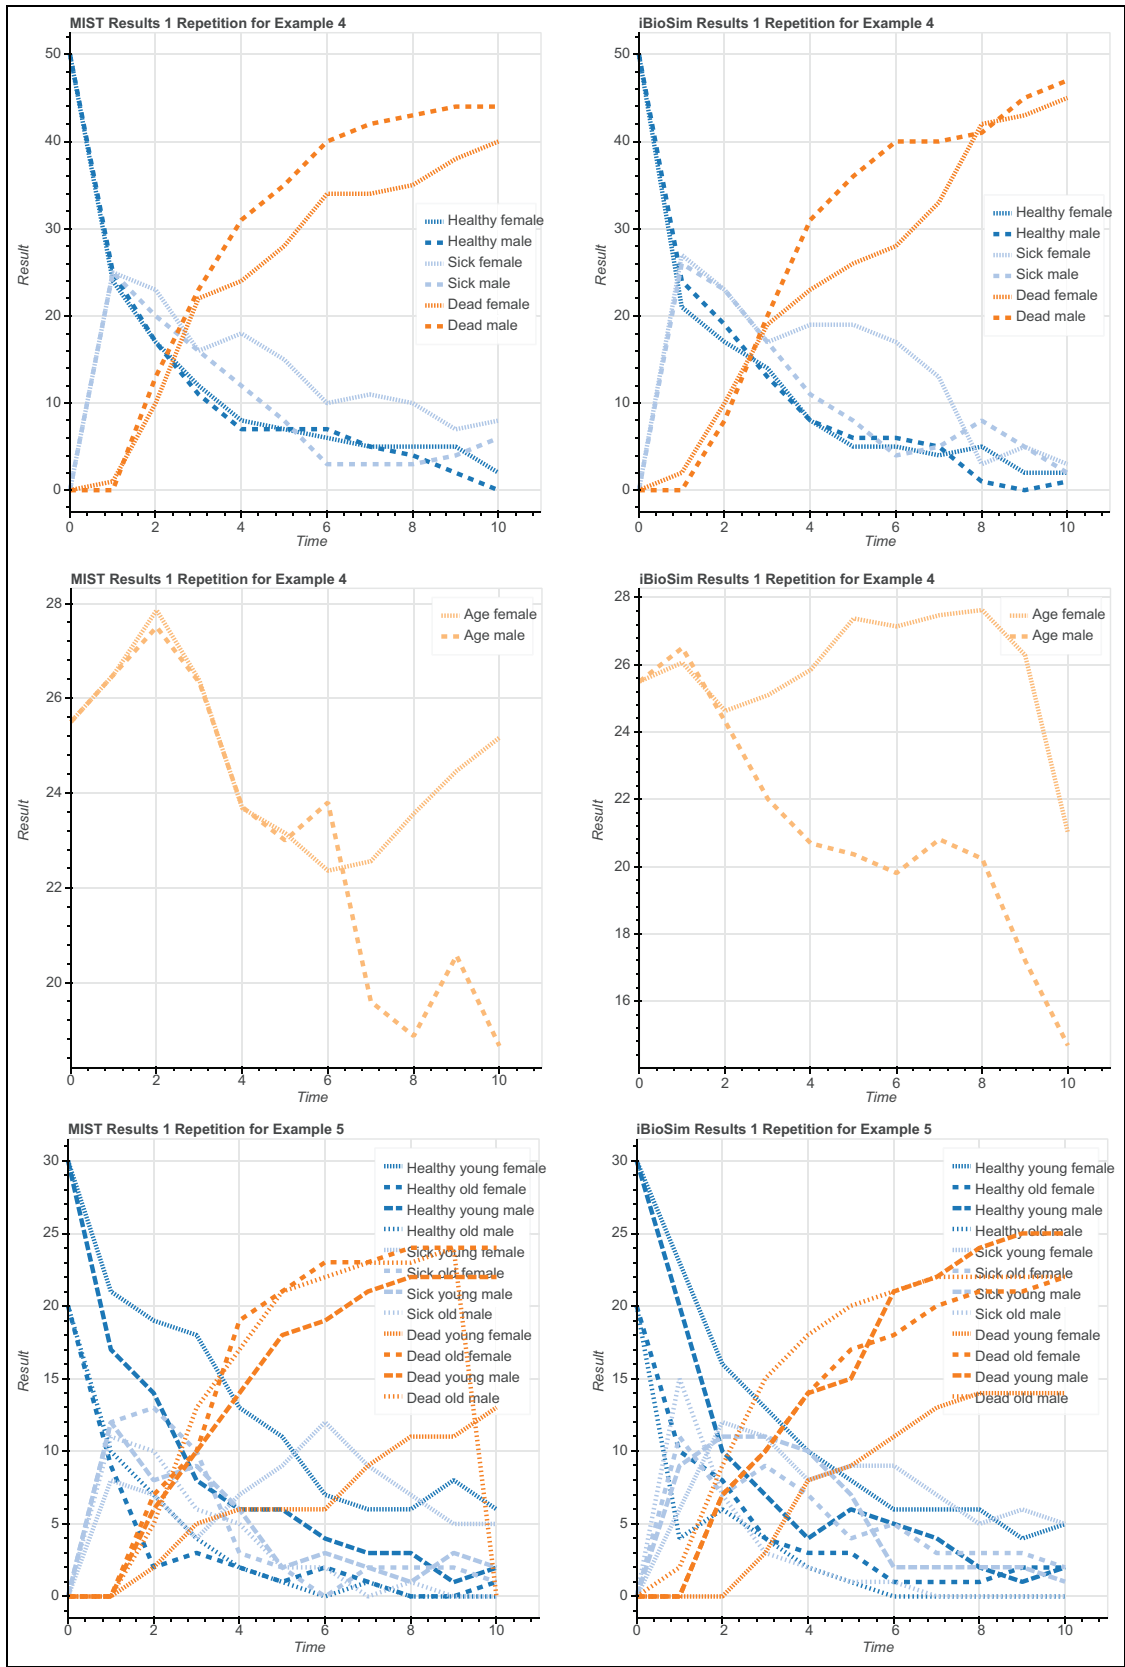 MIST Results 1 Repetition for Example 4
50
40
30
20
10
0
Result
0 2 4 6 8 10
Time
Healthy female
Healthy male
Sick female
Sick male
Dead female
Dead male
iBioSim Results 1 Repetition for Example 4
50
40
30
20
10
0
Result
0 2 4 6 8 10
Time
Healthy female
Healthy male
Sick female
Sick male
Dead female
Dead male
MIST Results 1 Repetition for Example 4
28
26
24
22
20
Result
0 2 4 6 8 10
Time
Age female
Age male
iBioSim Results 1 Repetition for Example 4
28
26
24
22
20
18
16
Result
0 2 4 6 8 10
Time
Age female
Age male
MIST Results 1 Repetition for Example 5
30
25
20
15
10
5
0
Result
0 2 4 6 8 10
Time
Healthy young female
Healthy old female
Healthy young male
Healthy old male
Sick young female
Sick old female
Sick young male
Sick old male
Dead young female
Dead old female
Dead young male
Dead old male
iBioSim Results 1 Repetition for Example 5
30
25
20
15
10
5
0
Result
0 2 4 6 8 10
Time
Healthy young female
Healthy old female
Healthy young male
Healthy old male
Sick young female
Sick old female
Sick young male
Sick old male
Dead young female
Dead old female
Dead young male
Dead old male